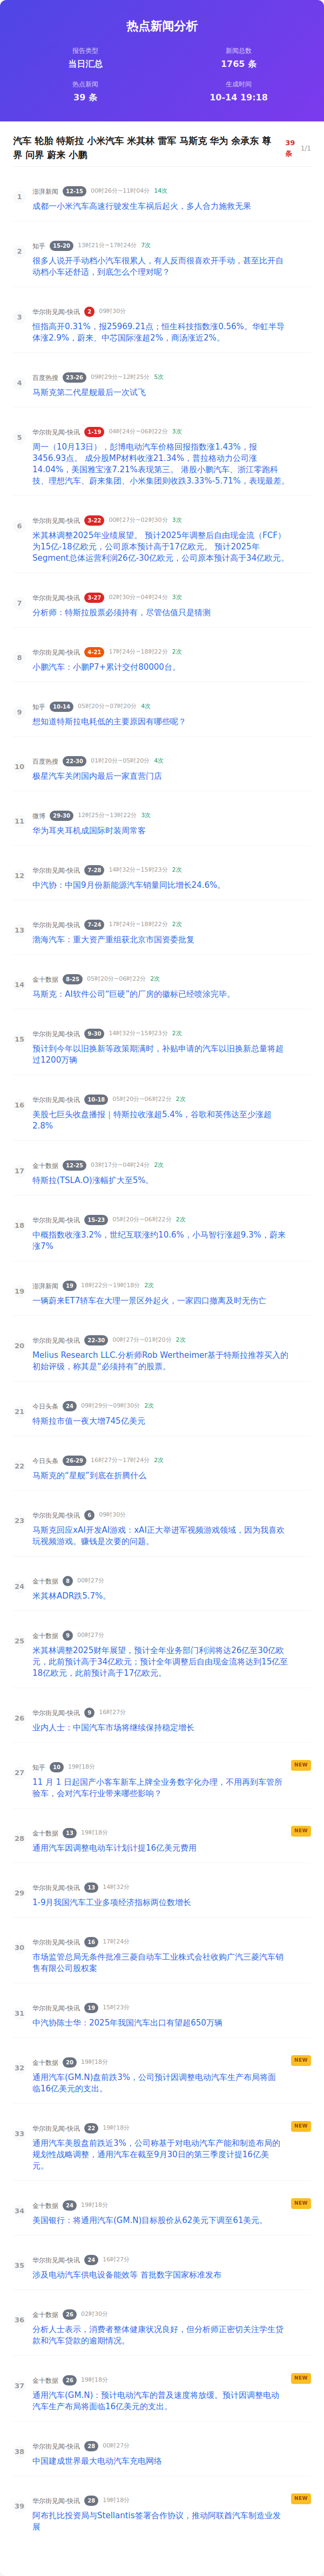 热点新闻分析
报告类型
当日汇总
新闻总数
1765 条
热点新闻
39 条
生成时间
10-14 19:18
汽车 轮胎 特斯拉 小米汽车 米其林 雷军 马斯克 华为 余承东 尊
界 问界 蔚来 小鹏
39
条
1/1
1
澎湃新闻 12-15 00时26分~11时04分 14次
成都一小米汽车高速行驶发生车祸后起火，多人合力施救无果
2
知乎 15-20 13时21分~17时24分 7次
很多人说开手动档小汽车很累人，有人反而很喜欢开手动，甚至比开自
动档小车还舒适，到底怎么个理对呢？
3
华尔街见闻-快讯 2 09时30分
恒指高开0.31%，报25969.21点；恒生科技指数涨0.56%。华虹半导
体涨2.9%，蔚来、中芯国际涨超2%，商汤涨近2%。
4
百度热搜 23-26 09时29分~12时25分 5次
马斯克第二代星舰最后一次试飞
5
华尔街见闻-快讯 1-19 04时24分~06时22分 3次
周一（10月13日），彭博电动汽车价格回报指数涨1.43%，报
3456.93点。 成分股MP材料收涨21.34%，普拉格动力公司涨
14.04%，美国雅宝涨7.21%表现第三。 港股小鹏汽车、浙江零跑科
技、理想汽车、蔚来集团、小米集团则收跌3.33%-5.71%，表现最差。
6
华尔街见闻-快讯 3-22 00时27分~02时30分 3次
米其林调整2025年业绩展望。 预计2025年调整后自由现金流（FCF）
为15亿-18亿欧元，公司原本预计高于17亿欧元。 预计2025年
Segment总体运营利润26亿-30亿欧元，公司原本预计高于34亿欧元。
7
华尔街见闻-快讯 3-27 02时30分~04时24分 3次
分析师：特斯拉股票必须持有，尽管估值只是猜测
8
华尔街见闻-快讯 4-21 17时24分~18时22分 2次
小鹏汽车：小鹏P7+累计交付80000台。
9
知乎 10-14 05时20分~07时20分 4次
想知道特斯拉电耗低的主要原因有哪些呢？
10
百度热搜 22-30 01时20分~05时20分 4次
极星汽车关闭国内最后一家直营门店
11
微博 29-30 12时25分~13时22分 3次
华为耳夹耳机成国际时装周常客
12
华尔街见闻-快讯 7-28 14时32分~15时23分 2次
中汽协：中国9月份新能源汽车销量同比增长24.6%。
13
华尔街见闻-快讯 7-24 17时24分~18时22分 2次
渤海汽车：重大资产重组获北京市国资委批复
14
金十数据 8-25 05时20分~06时22分 2次
马斯克：AI软件公司“巨硬”的厂房的徽标已经喷涂完毕。
15
华尔街见闻-快讯 9-30 14时32分~15时23分 2次
预计到今年以旧换新等政策期满时，补贴申请的汽车以旧换新总量将超
过1200万辆
16
华尔街见闻-快讯 10-18 05时20分~06时22分 2次
美股七巨头收盘播报｜特斯拉收涨超5.4%，谷歌和英伟达至少涨超
2.8%
17
金十数据 12-25 03时17分~04时24分 2次
特斯拉(TSLA.O)涨幅扩大至5%。
18
华尔街见闻-快讯 15-23 05时20分~06时22分 2次
中概指数收涨3.2%，世纪互联涨约10.6%，小马智行涨超9.3%，蔚来
涨7%
19
澎湃新闻 19 18时22分~19时18分 2次
一辆蔚来ET7轿车在大理一景区外起火，一家四口撤离及时无伤亡
20
华尔街见闻-快讯 22-30 00时27分~01时20分 2次
Melius Research LLC.分析师Rob Wertheimer基于特斯拉推荐买入的
初始评级，称其是“必须持有”的股票。
21
今日头条 24 09时29分~09时30分 2次
特斯拉市值一夜大增745亿美元
22
今日头条 26-29 16时27分~17时24分 2次
马斯克的“星舰”到底在折腾什么
23
华尔街见闻-快讯 6 09时30分
马斯克回应xAI开发AI游戏：xAI正大举进军视频游戏领域，因为我喜欢
玩视频游戏。赚钱是次要的问题。
24
金十数据 8 00时27分
米其林ADR跌5.7%。
25
金十数据 9 00时27分
米其林调整2025财年展望，预计全年业务部门利润将达26亿至30亿欧
元，此前预计高于34亿欧元；预计全年调整后自由现金流将达到15亿至
18亿欧元，此前预计高于17亿欧元。
26
华尔街见闻-快讯 9 16时27分
业内人士：中国汽车市场将继续保持稳定增长
27
知乎 10 19时18分
NEW
11 月 1 日起国产小客车新车上牌全业务数字化办理，不用再到车管所
验车，会对汽车行业带来哪些影响？
28
金十数据 13 19时18分
NEW
通用汽车因调整电动车计划计提16亿美元费用
29
华尔街见闻-快讯 13 14时32分
1-9月我国汽车工业多项经济指标两位数增长
30
华尔街见闻-快讯 16 17时24分
市场监管总局无条件批准三菱自动车工业株式会社收购广汽三菱汽车销
售有限公司股权案
31
华尔街见闻-快讯 19 15时23分
中汽协陈士华：2025年我国汽车出口有望超650万辆
32
金十数据 20 19时18分
NEW
通用汽车(GM.N)盘前跌3%，公司预计因调整电动汽车生产布局将面
临16亿美元的支出。
33
华尔街见闻-快讯 22 19时18分
NEW
通用汽车美股盘前跌近3%，公司称基于对电动汽车产能和制造布局的
规划性战略调整，通用汽车在截至9月30日的第三季度计提16亿美
元。
34
金十数据 24 19时18分
NEW
美国银行：将通用汽车(GM.N)目标股价从62美元下调至61美元。
35
华尔街见闻-快讯 24 16时27分
涉及电动汽车供电设备能效等 首批数字国家标准发布
36
金十数据 26 02时30分
分析人士表示，消费者整体健康状况良好，但分析师正密切关注学生贷
款和汽车贷款的逾期情况。
37
金十数据 26 19时18分
NEW
通用汽车(GM.N)：预计电动汽车的普及速度将放缓。预计因调整电动
汽车生产布局将面临16亿美元的支出。
38
华尔街见闻-快讯 28 00时27分
中国建成世界最大电动汽车充电网络
39
华尔街见闻-快讯 28 19时18分
NEW
阿布扎比投资局与Stellantis签署合作协议，推动阿联酋汽车制造业发
展